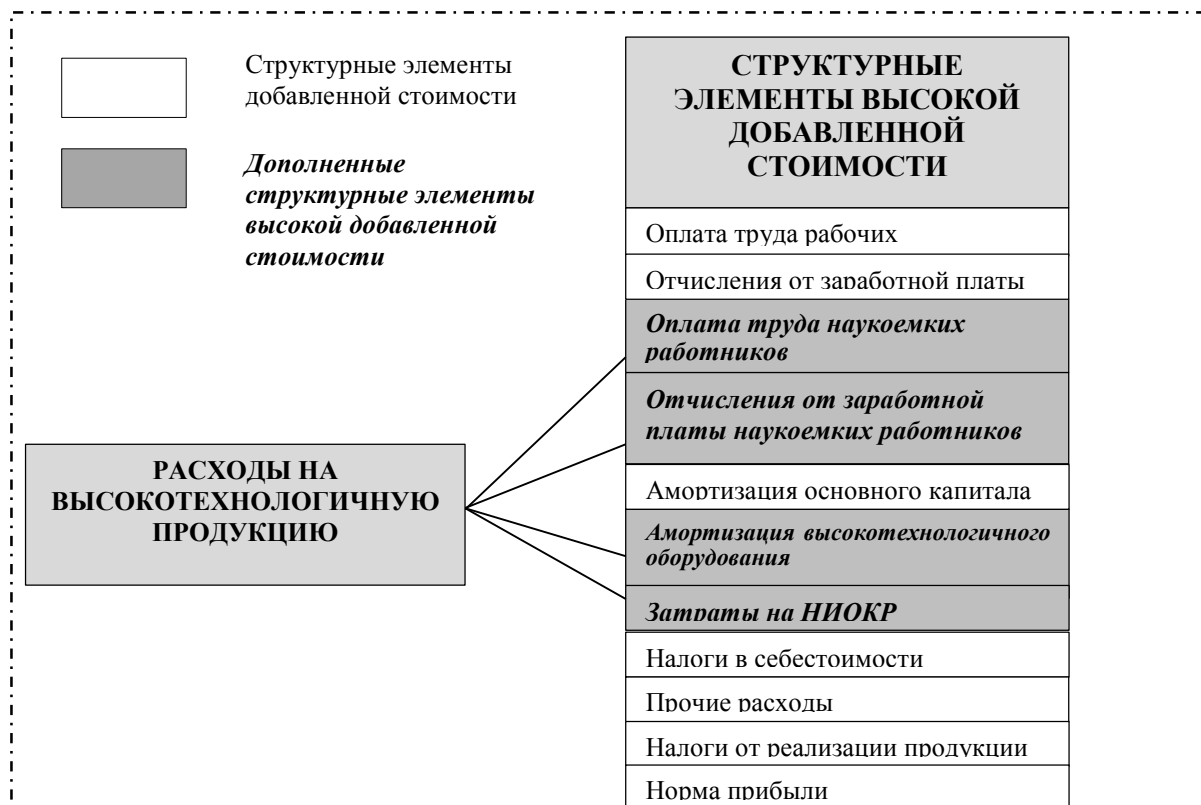 Структурные элементы
добавленной стоимости
Дополненные
структурные элементы
высокой добавленной
стоимости
РАСХОДЫ НА
ВЫСОКОТЕХНОЛОГИЧНУЮ
ПРОДУКЦИЮ
СТРУКТУРНЫЕ
ЭЛЕМЕНТЫ ВЫСОКОЙ
ДОБАВЛЕННОЙ
СТОИМОСТИ
Оплата труда рабочих
Отчисления от заработной платы
Оплата труда наукоемких
работников
Отчисления от заработной
платы наукоемких работников
Амортизация основного капитала
Амортизация высокотехнологичного
оборудования
Затраты на НИОКР
Налоги в себестоимости
Прочие расходы
Налоги от реализации продукции
Норма прибыли